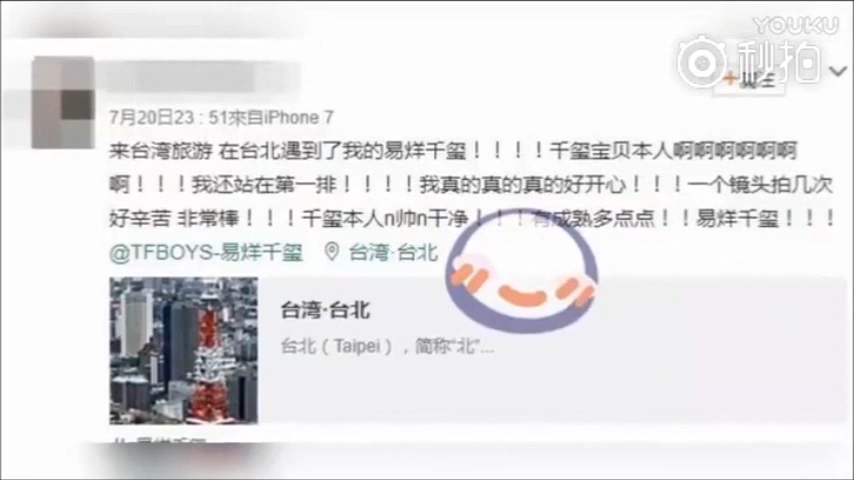 YOUKU
秒拍
+关注
7月20日23：51來自iPhone 7
来台湾旅游 在台北遇到了我的易烊千玺！！！！千玺宝贝本人啊啊啊啊啊啊
啊！！！我还站在第一排！！！！我真的真的真的好开心！！！一个镜头拍几次
好辛苦 非常棒！！！千玺本人n帅n干净！！！有成熟多点点！！易烊千玺！！！
@TFBOYS-易烊千玺 台湾·台北
台湾·台北
台北（Taipei），简称“北”...